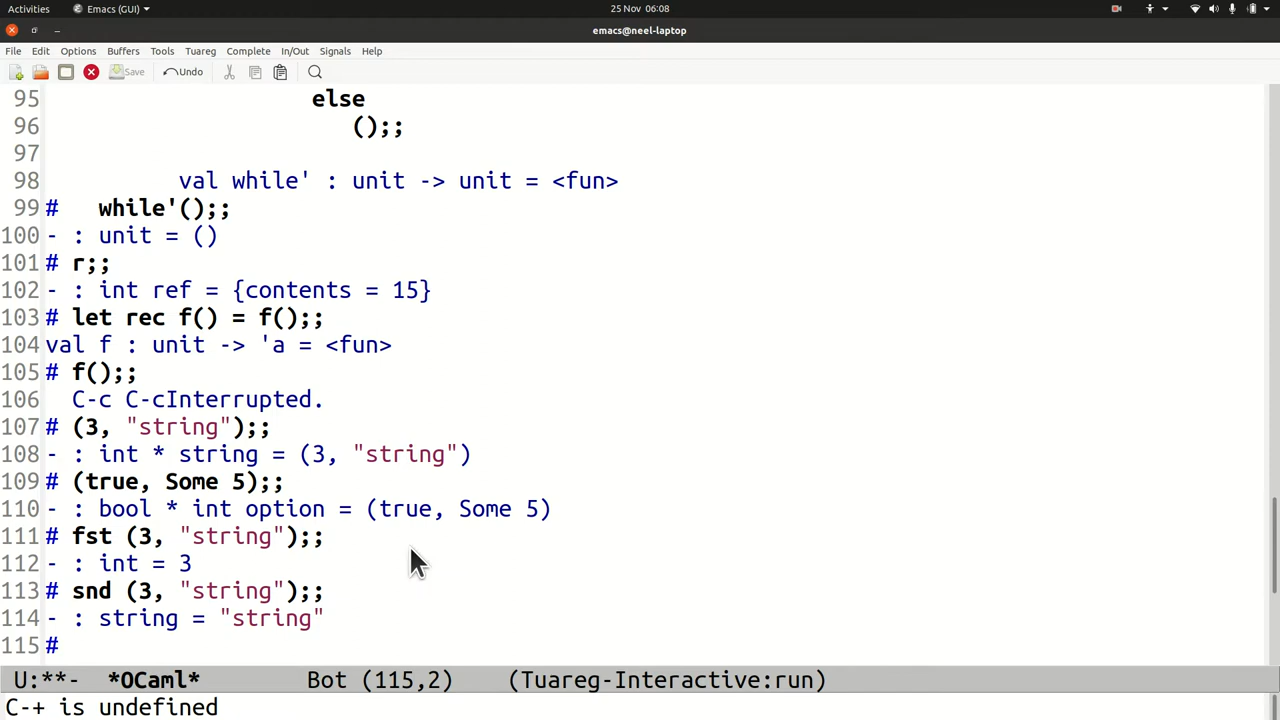 Activities Emacs (GUI) 25 Nov 06:08
emacs@neel-laptop
File Edit Options Buffers Tools Tuareg Complete In/Out Signals Help
Save Undo
95 else
96 ();;
97
98 val while' : unit -> unit = <fun>
99 # while'();;
100 - : unit = ()
101 # r;;
102 - : int ref = {contents = 15}
103 # let rec f() = f();;
104 val f : unit -> 'a = <fun>
105 # f();;
106 C-c C-cInterrupted.
107 # (3, "string");;
108 - : int * string = (3, "string")
109 # (true, Some 5);;
110 - : bool * int option = (true, Some 5)
111 # fst (3, "string");;
112 - : int = 3
113 # snd (3, "string");;
114 - : string = "string"
115 #
U:**- *OCaml* Bot (115,2) (Tuareg-Interactive:run)
C-+ is undefined